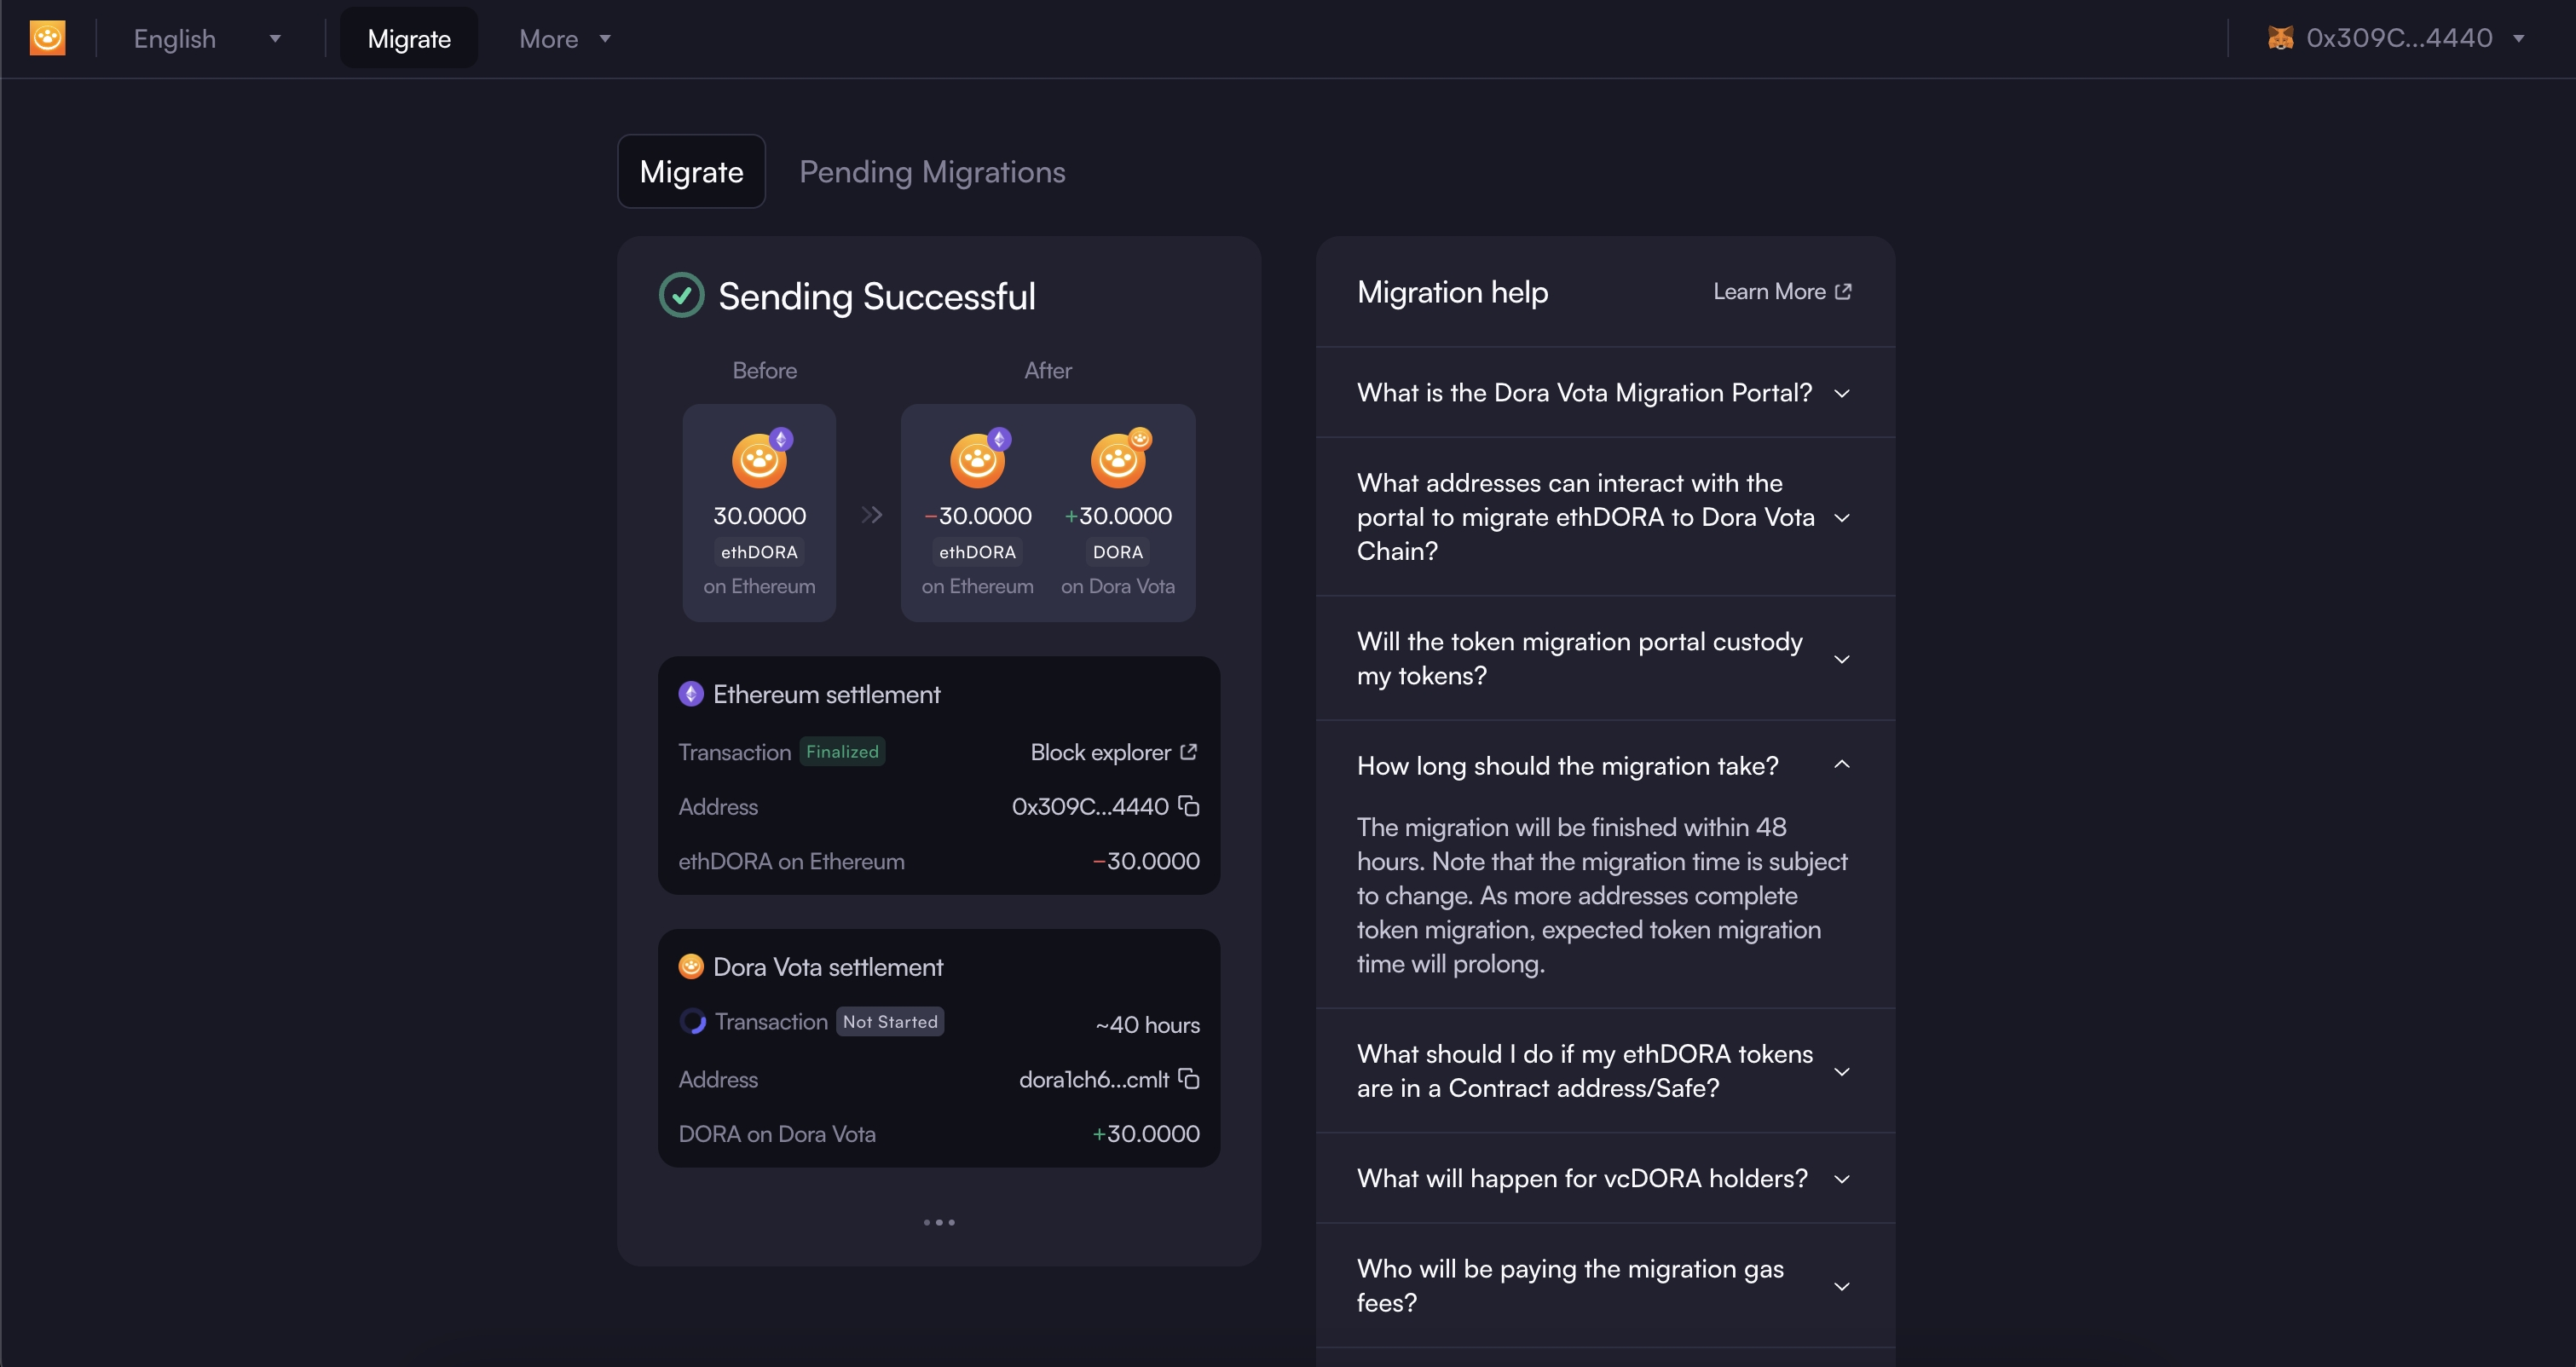 English
Migrate
More
0x309C...4440
Migrate
Pending Migrations
Sending Successful
Before
After
30.0000
ethDORA
on Ethereum
−30.0000
ethDORA
on Ethereum
+30.0000
DORA
on Dora Vota
Ethereum settlement
Transaction Finalized Block explorer
Address 0x309C...4440
ethDORA on Ethereum −30.0000
Dora Vota settlement
Transaction Not Started ~40 hours
Address dora1ch6...cmlt
DORA on Dora Vota +30.0000
Migration help
Learn More
What is the Dora Vota Migration Portal?
What addresses can interact with the
portal to migrate ethDORA to Dora Vota
Chain?
Will the token migration portal custody
my tokens?
How long should the migration take?
The migration will be finished within 48
hours. Note that the migration time is subject
to change. As more addresses complete
token migration, expected token migration
time will prolong.
What should I do if my ethDORA tokens
are in a Contract address/Safe?
What will happen for vcDORA holders?
Who will be paying the migration gas
fees?